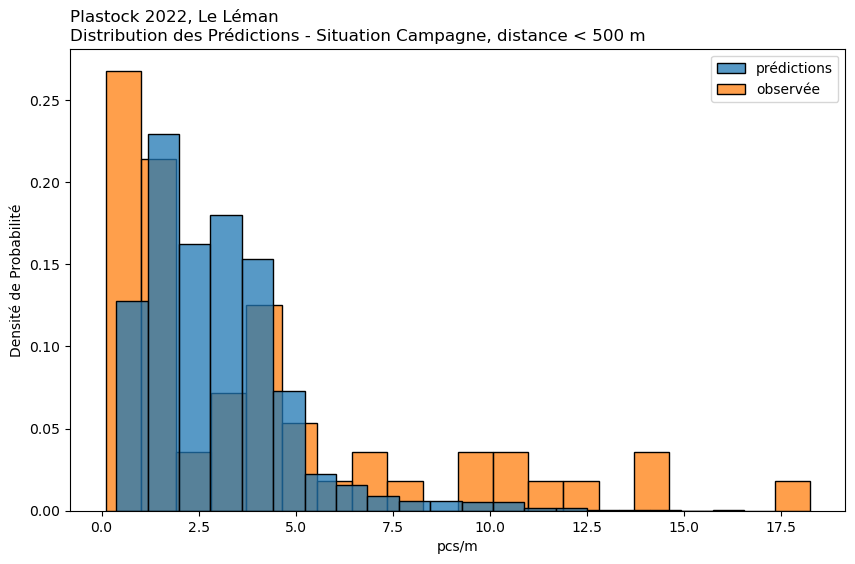 Plastock 2022, Le Léman
Distribution des Prédictions - Situation Campagne, distance < 500 m
prédictions
observée
Densité de Probabilité
0.25
0.20
0.15
0.10
0.05
0.00
0.0 2.5 5.0 7.5 10.0 12.5 15.0 17.5
pcs/m